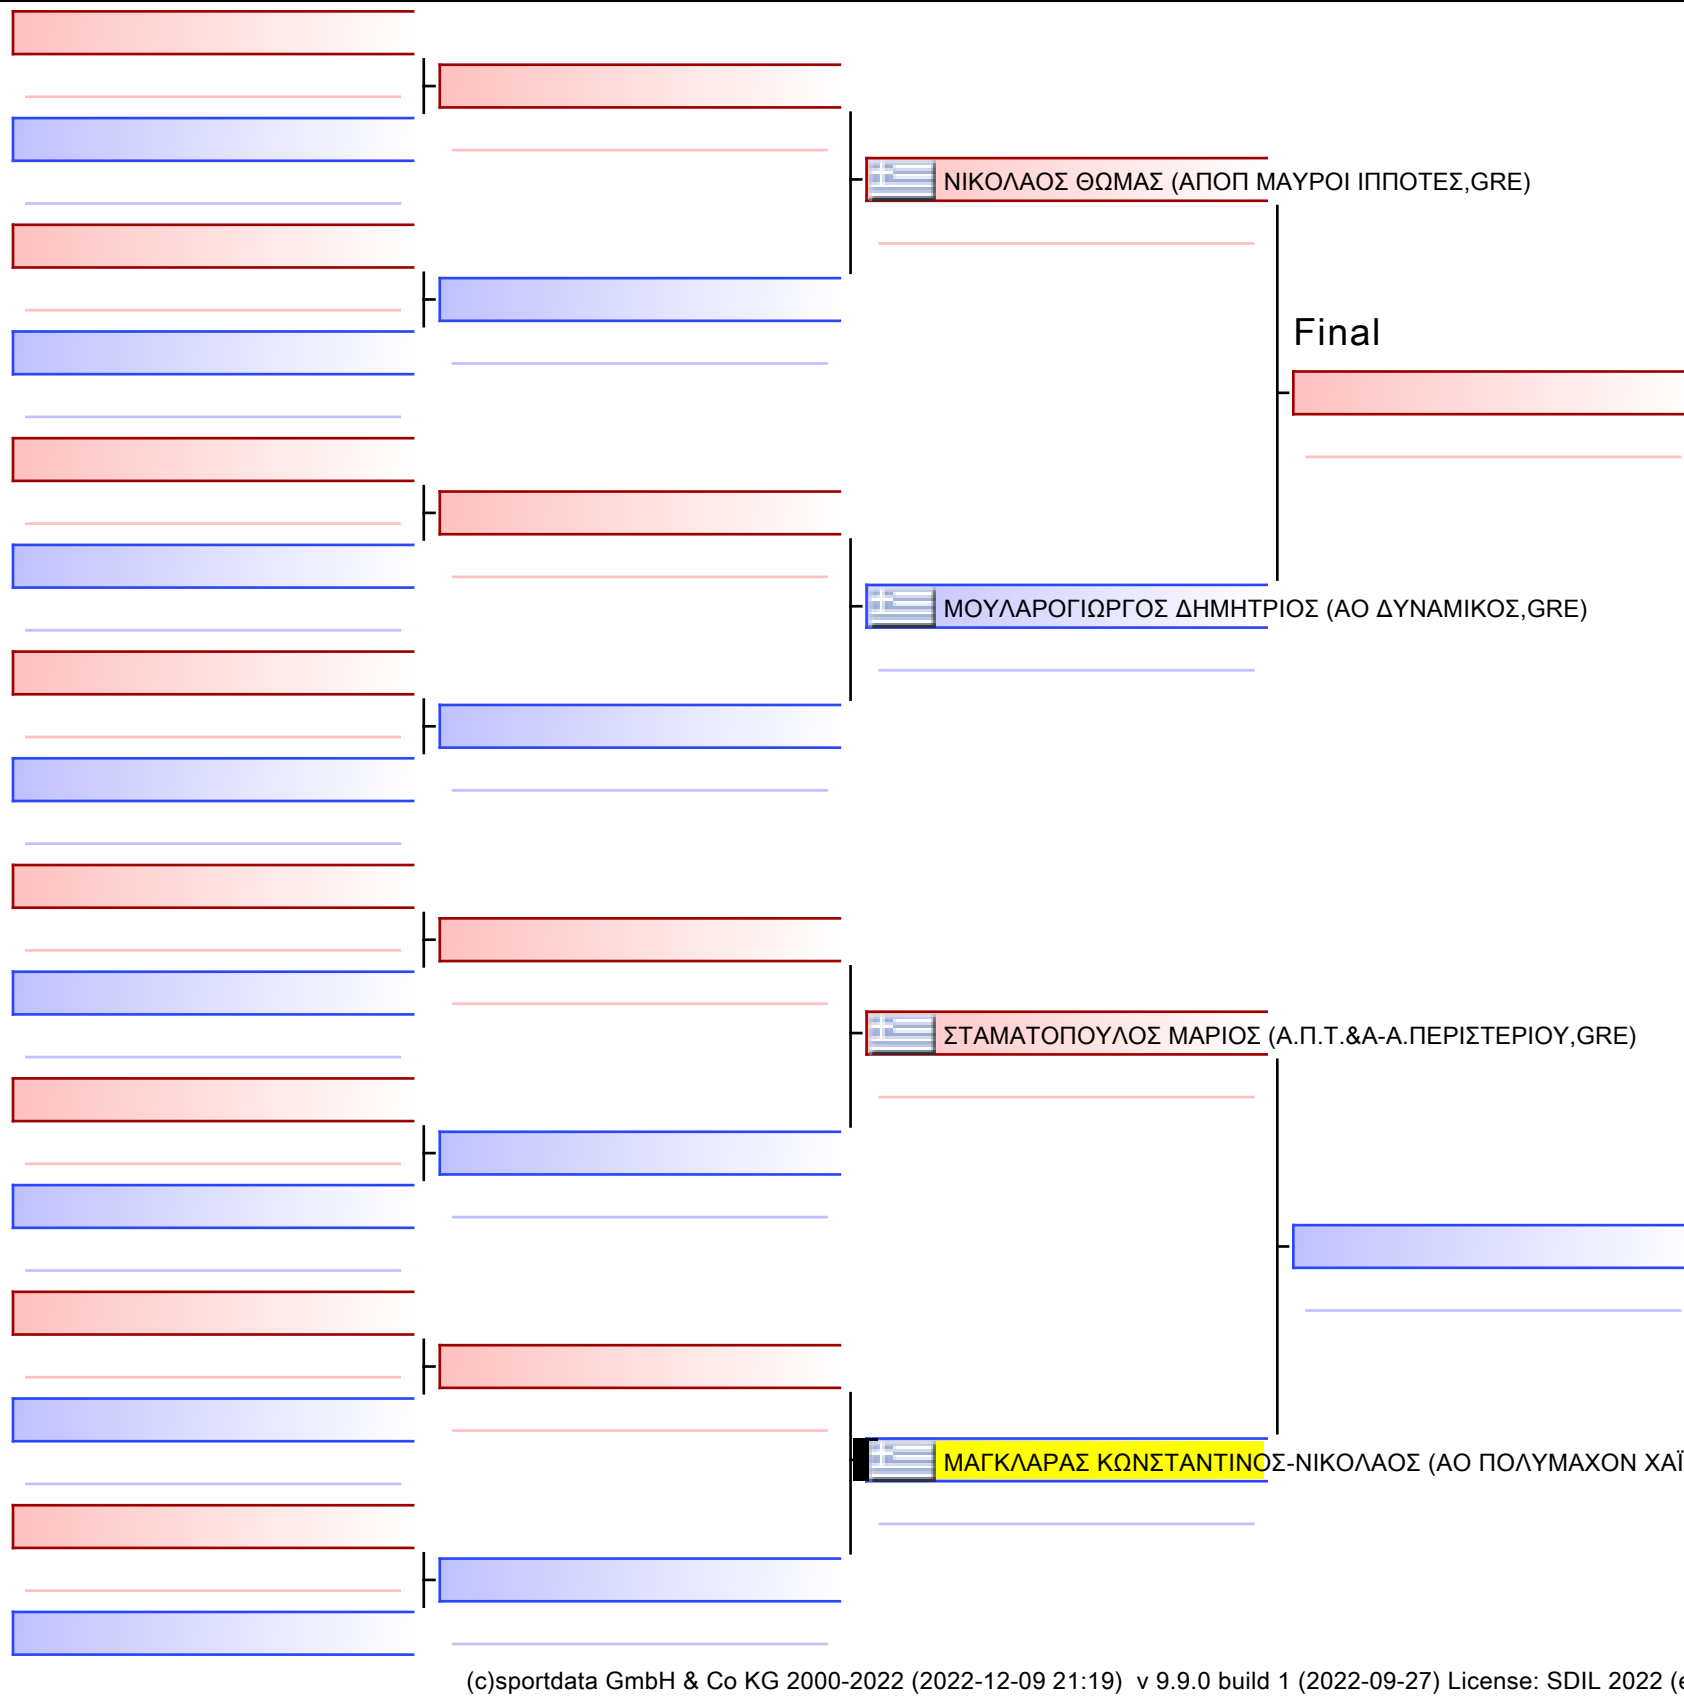 ΝΙΚΟΛΑΟΣ ΘΩΜΑΣ (ΑΠΟΠ ΜΑΥΡΟΙ ΙΠΠΟΤΕΣ,GRE)
Final
ΜΟΥΛΑΡΟΓΙΩΡΓΟΣ ΔΗΜΗΤΡΙΟΣ (ΑΟ ΔΥΝΑΜΙΚΟΣ,GRE)
ΣΤΑΜΑΤΟΠΟΥΛΟΣ ΜΑΡΙΟΣ (Α.Π.Τ.&Α-Α.ΠΕΡΙΣΤΕΡΙΟΥ,GRE)
ΜΑΓΚΛΑΡΑΣ ΚΩΝΣΤΑΝΤΙΝΟΣ-ΝΙΚΟΛΑΟΣ (ΑΟ ΠΟΛΥΜΑΧΟΝ ΧΑΪ
(c)sportdata GmbH & Co KG 2000-2022 (2022-12-09 21:19) v 9.9.0 build 1 (2022-09-27) License: SDIL 2022 (e